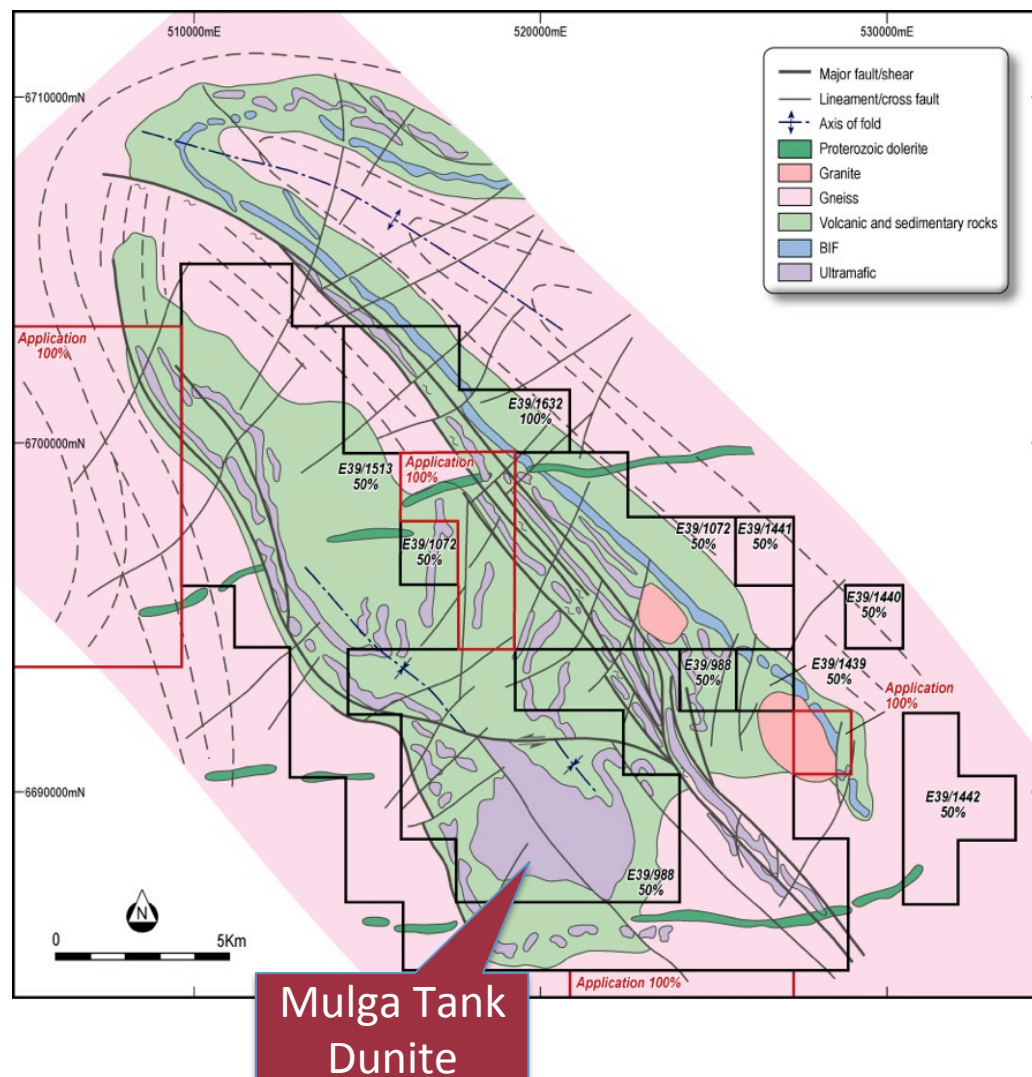 510000mE
520000mE
530000mE
6710000mN
6700000mN
6690000mN
Major fault/shear
Lineament/cross fault
Axis of fold
Proterozoic dolerite
Granite
Gneiss
Volcanic and sedimentary rocks
BIF
Ultramafic
Application
100%
E39/1632
100%
E39/1513
50%
Application
100%
E39/1072
50%
E39/1072
50%
E39/1441
50%
E39/1440
50%
E39/988
50%
E39/1439
50%
Application
100%
E39/1442
50%
E39/988
50%
N
0
5Km
Application 100%
Mulga Tank
Dunite